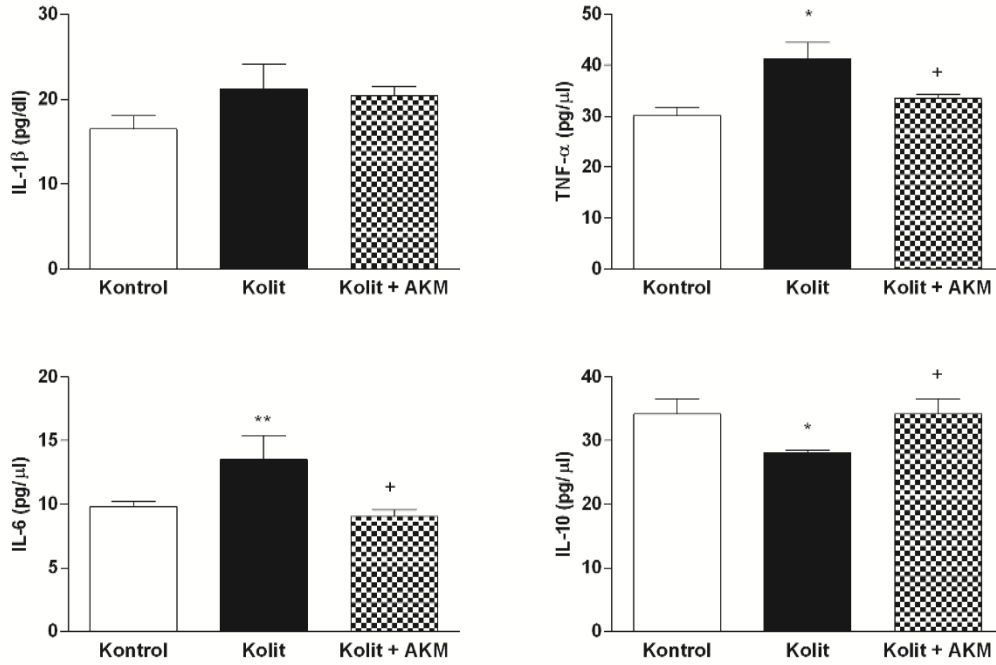 30
20
10
0
IL-1β (pg/dl)
Kontrol
Kolit
Kolit + AKM
50
40
30
20
10
0
TNF-α (pg/μl)
*
+
Kontrol
Kolit
Kolit + AKM
20
15
10
5
0
IL-6 (pg/μl)
**
+
Kontrol
Kolit
Kolit + AKM
40
30
20
10
0
IL-10 (pg/μl)
*
+
Kontrol
Kolit
Kolit + AKM